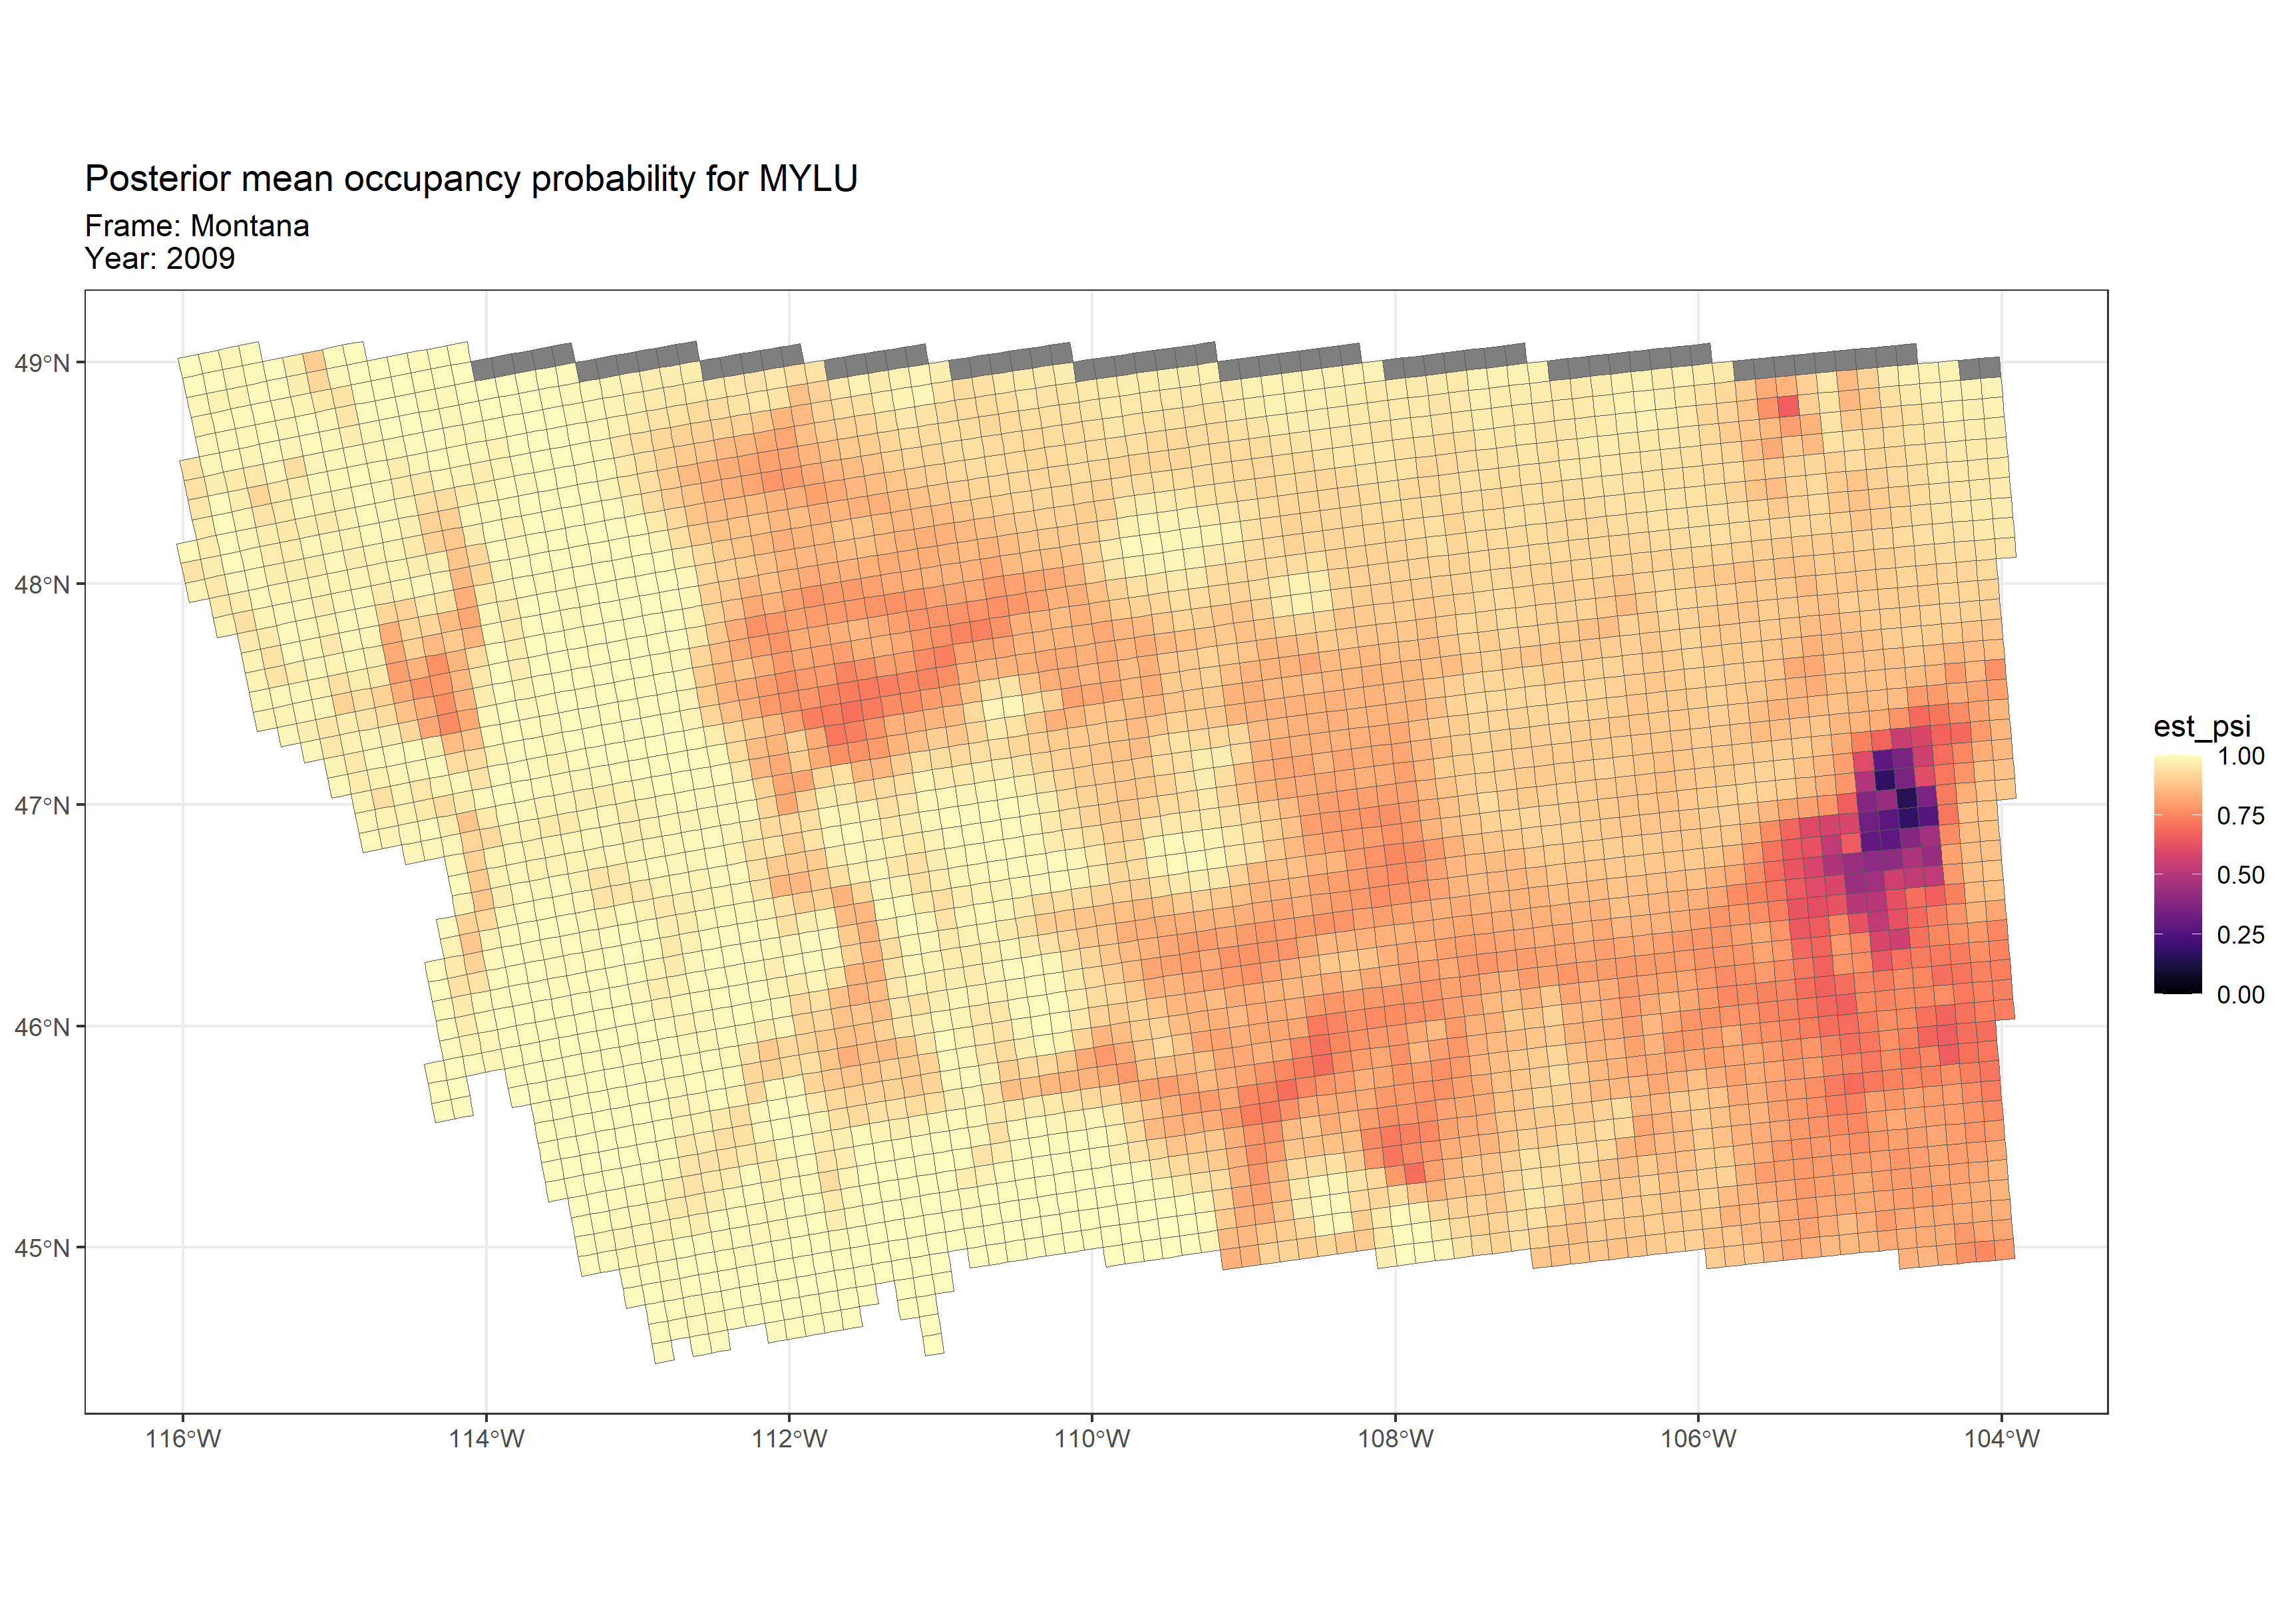 Posterior mean occupancy probability for MYLU
Frame: Montana
Year: 2009
49°N
48°N
47°N
46°N
45°N
116°W
114°W
112°W
110°W
108°W
106°W
104°W
est_psi
1.00
0.75
0.50
0.25
0.00